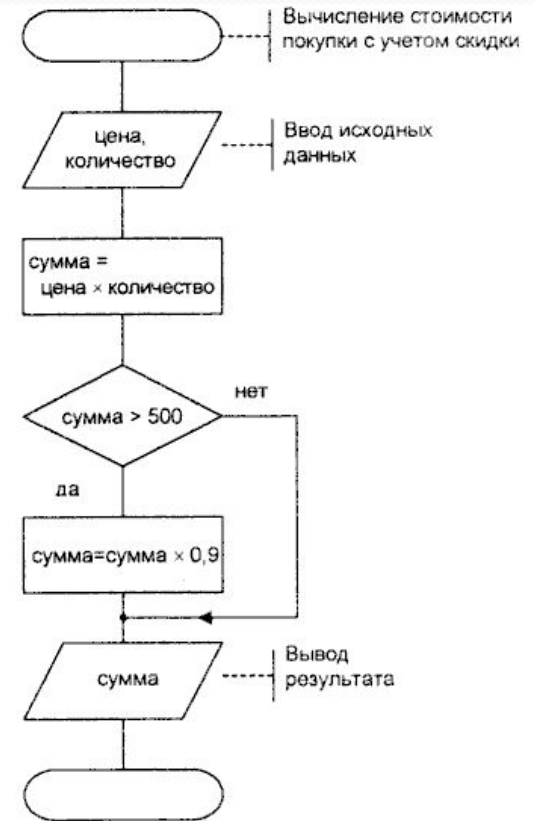 Вычисление стоимости
покупки с учетом скидки
цена,
количество
Ввод исходных
данных
сумма =
цена × количество
сумма > 500
нет
да
сумма=сумма × 0,9
сумма
Вывод
результата